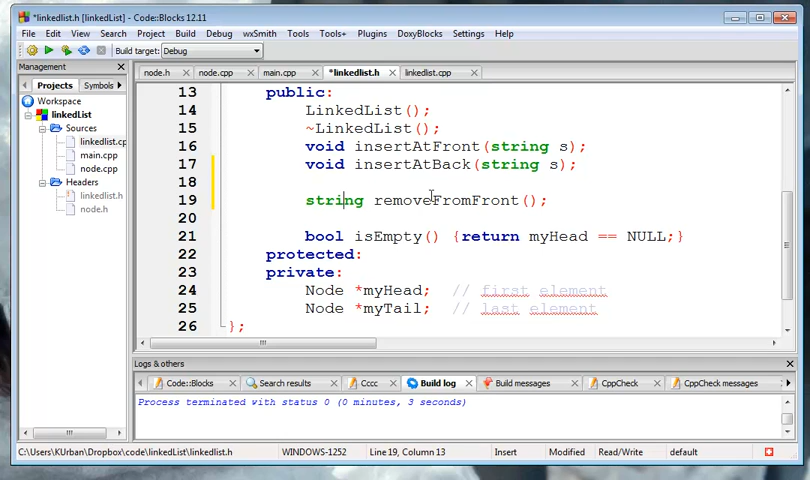 *linkedlist.h [linkedList] - Code::Blocks 12.11
File Edit View Search Project Build Debug wxSmith Tools Tools+ Plugins DoxyBlocks Settings Help
Build target: Debug
Management
Projects Symbols
Workspace
linkedList
Sources
linkedlist.cp
main.cpp
node.cpp
Headers
linkedlist.h
node.h
node.h node.cpp main.cpp *linkedlist.h linkedlist.cpp
13 public:
14 LinkedList();
15 ~LinkedList();
16 void insertAtFront(string s);
17 void insertAtBack(string s);
18
19 string removeFromFront();
20
21 bool isEmpty() {return myHead == NULL;}
22 protected:
23 private:
24 Node *myHead; // first element
25 Node *myTail; // last element
26 };
Logs & others
Code::Blocks Search results Cccc Build log Build messages CppCheck CppCheck messages
Process terminated with status 0 (0 minutes, 3 seconds)
C:\Users\KUrban\Dropbox\code\linkedList\linkedlist.h WINDOWS-1252 Line 19, Column 13 Insert Modified Read/Write default